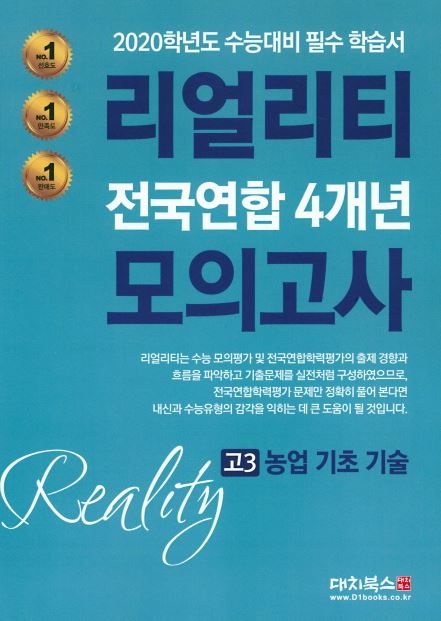 2020학년도 수능대비 필수 학습서
NO.1
선호도
NO.1
만족도
NO.1
판매도
리얼리티
전국연합 4개년
모의고사
리얼리티는 수능 모의평가 및 전국연합학력평가의 출제 경향과
흐름을 파악하고 기출문제를 실전처럼 구성하였으므로,
전국연합학력평가 문제만 정확히 풀어 본다면
내신과 수능유형의 감각을 익히는 데 큰 도움이 될 것입니다.
Reality
고3 농업 기초 기술
대치북스 대치북스
www.D1books.co.kr